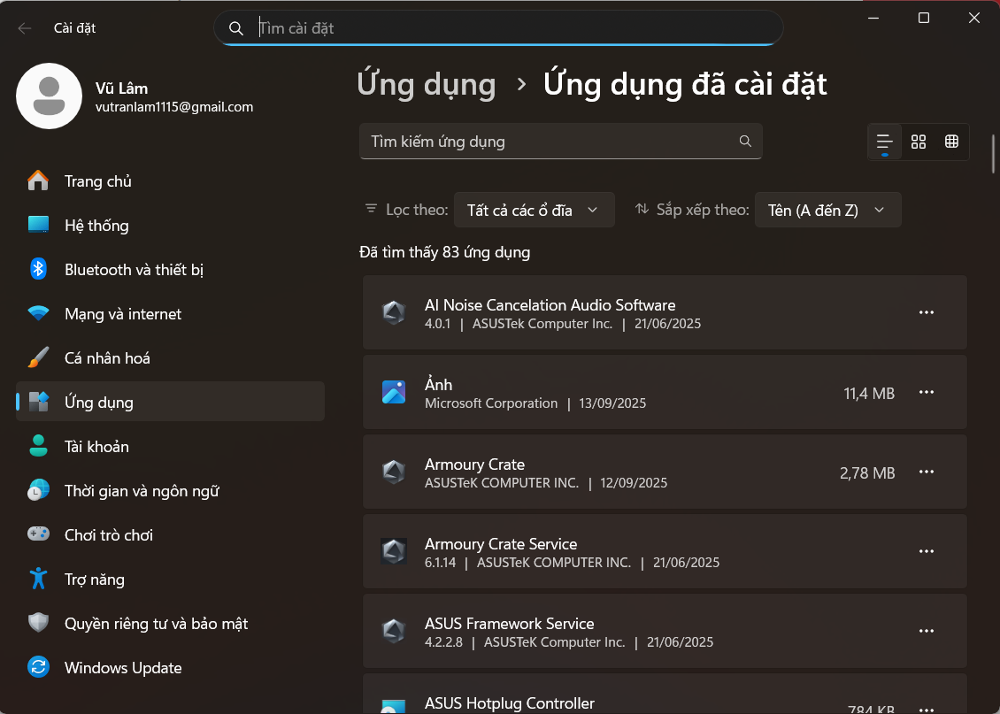 Cài đặt
Tìm cài đặt
Vũ Lâm
vutranlam1115@gmail.com
Trang chủ
Hệ thống
Bluetooth và thiết bị
Mạng và internet
Cá nhân hoá
Ứng dụng
Tài khoản
Thời gian và ngôn ngữ
Chơi trò chơi
Trợ năng
Quyền riêng tư và bảo mật
Windows Update
Ứng dụng > Ứng dụng đã cài đặt
Tìm kiếm ứng dụng
Lọc theo: Tất cả các ổ đĩa Sắp xếp theo: Tên (A đến Z)
Đã tìm thấy 83 ứng dụng
AI Noise Cancelation Audio Software
4.0.1 | ASUSTek Computer Inc. | 21/06/2025
Ảnh
Microsoft Corporation | 13/09/2025
11,4 MB
Armoury Crate
ASUSTeK COMPUTER INC. | 12/09/2025
2,78 MB
Armoury Crate Service
6.1.14 | ASUSTeK COMPUTER INC. | 21/06/2025
ASUS Framework Service
4.2.2.8 | ASUSTeK Computer Inc. | 21/06/2025
ASUS Hotplug Controller
784 KB